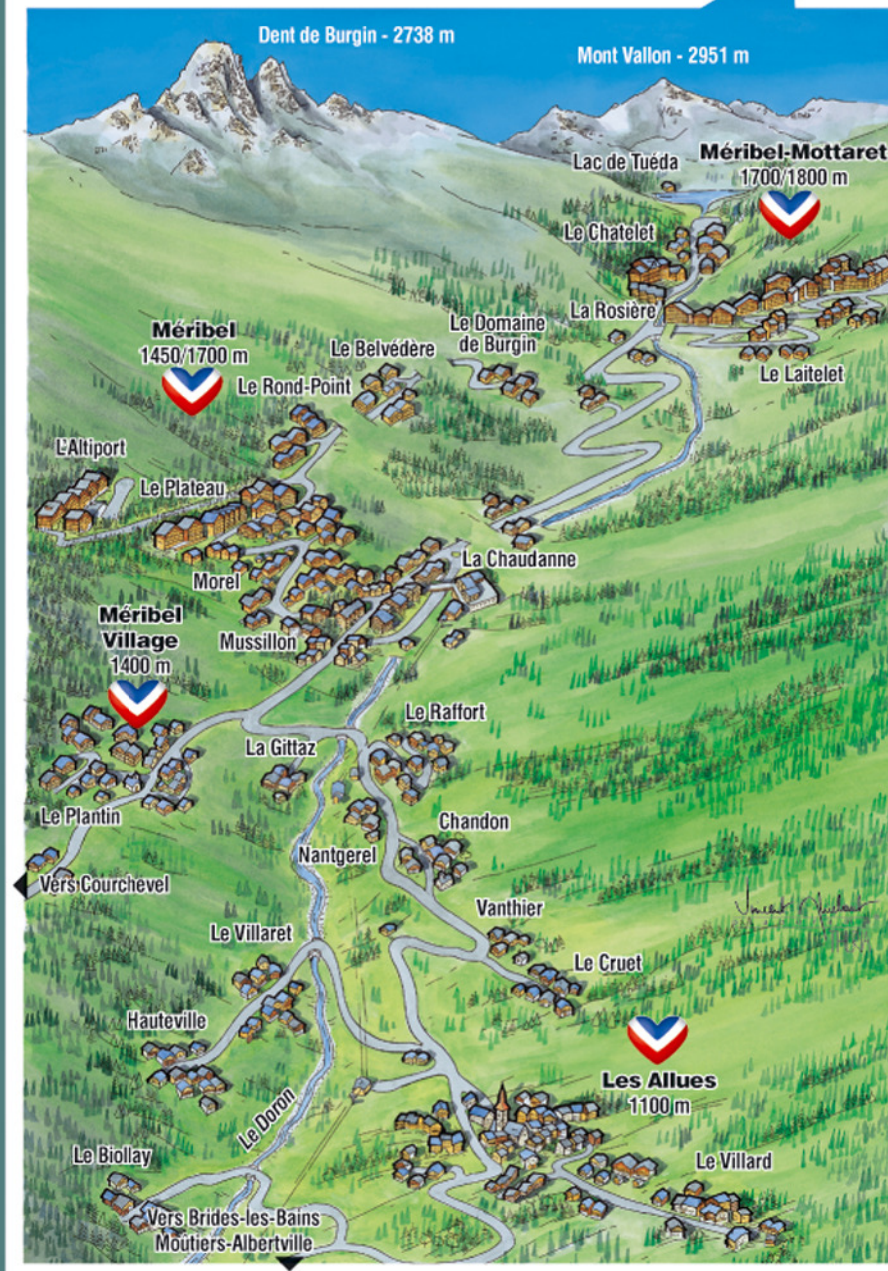 Dent de Burgin - 2738 m
Mont Vallon - 2951 m
Lac de Tuéda
Méribel-Mottaret
1700/1800 m
Le Chatelet
La Rosière
Le Laitelet
Méribel
1450/1700 m
Le Belvédère
Le Domaine
de Burgin
Le Rond-Point
L'Altiport
Le Plateau
La Chaudanne
Morel
Mussillon
Méribel
Village
1400 m
Le Raffort
La Gittaz
Le Plantin
Chandon
Nantgerel
Vers Courchevel
Vanthier
Le Villaret
Le Cruet
Hauteville
Les Allues
1100 m
Le Doron
Le Biollay
Le Villard
Vers Brides-les-Bains
Moûtiers-Albertville